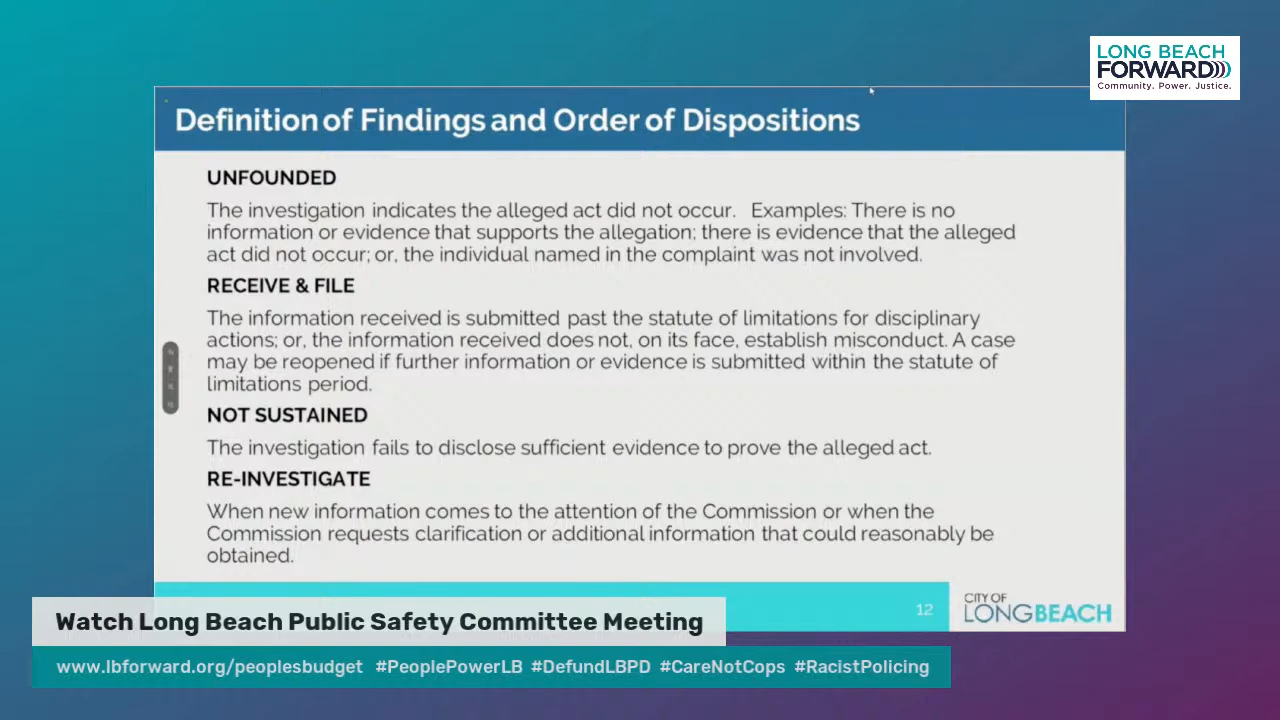 LONG BEACH
FORWARD
Community. Power. Justice.
Definition of Findings and Order of Dispositions
UNFOUNDED
The investigation indicates the alleged act did not occur. Examples: There is no
information or evidence that supports the allegation; there is evidence that the alleged
act did not occur; or, the individual named in the complaint was not involved.
RECEIVE & FILE
The information received is submitted past the statute of limitations for disciplinary
actions; or, the information received does not, on its face, establish misconduct. A case
may be reopened if further information or evidence is submitted within the statute of
limitations period.
NOT SUSTAINED
The investigation fails to disclose sufficient evidence to prove the alleged act.
RE-INVESTIGATE
When new information comes to the attention of the Commission or when the
Commission requests clarification or additional information that could reasonably be
obtained.
12
CITY OF
LONGBEACH
Watch Long Beach Public Safety Committee Meeting
www.lbforward.org/peoplesbudget #PeoplePowerLB #DefundLBPD #CareNotCops #RacistPolicing